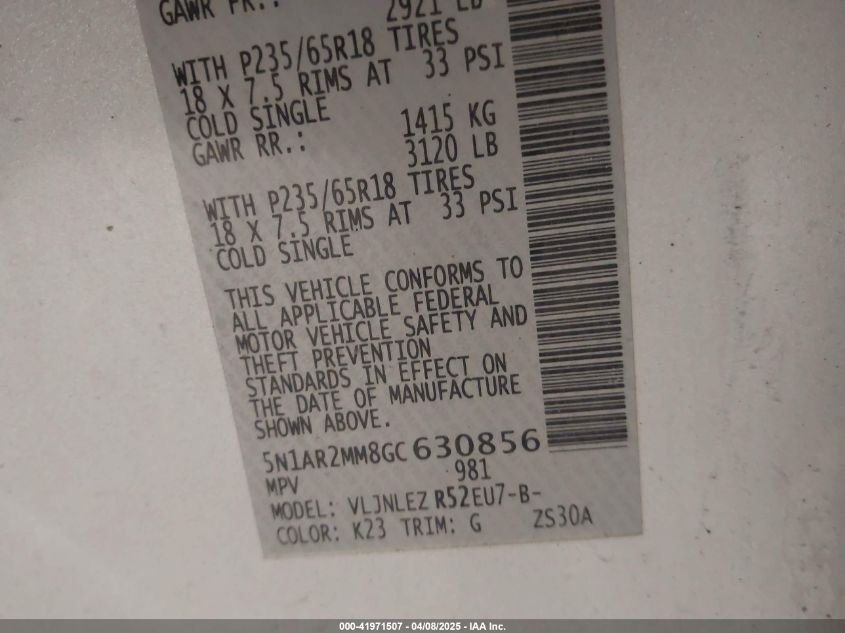 GAWR FR.: 2921 LB
WITH P235/65R18 TIRES
18 X 7.5 RIMS AT 33 PSI
COLD SINGLE
1415 KG
GAWR RR.: 3120 LB
WITH P235/65R18 TIRES
18 X 7.5 RIMS AT 33 PSI
COLD SINGLE
THIS VEHICLE CONFORMS TO
ALL APPLICABLE FEDERAL
MOTOR VEHICLE SAFETY AND
THEFT PREVENTION
STANDARDS IN EFFECT ON
THE DATE OF MANUFACTURE
SHOWN ABOVE.
5N1AR2MM8GC630856
MPV 981
MODEL: VLJNLEZ R52EU7-B-
COLOR: K23 TRIM: G ZS30A
000-41971507 - 04/08/2025 - IAA Inc.